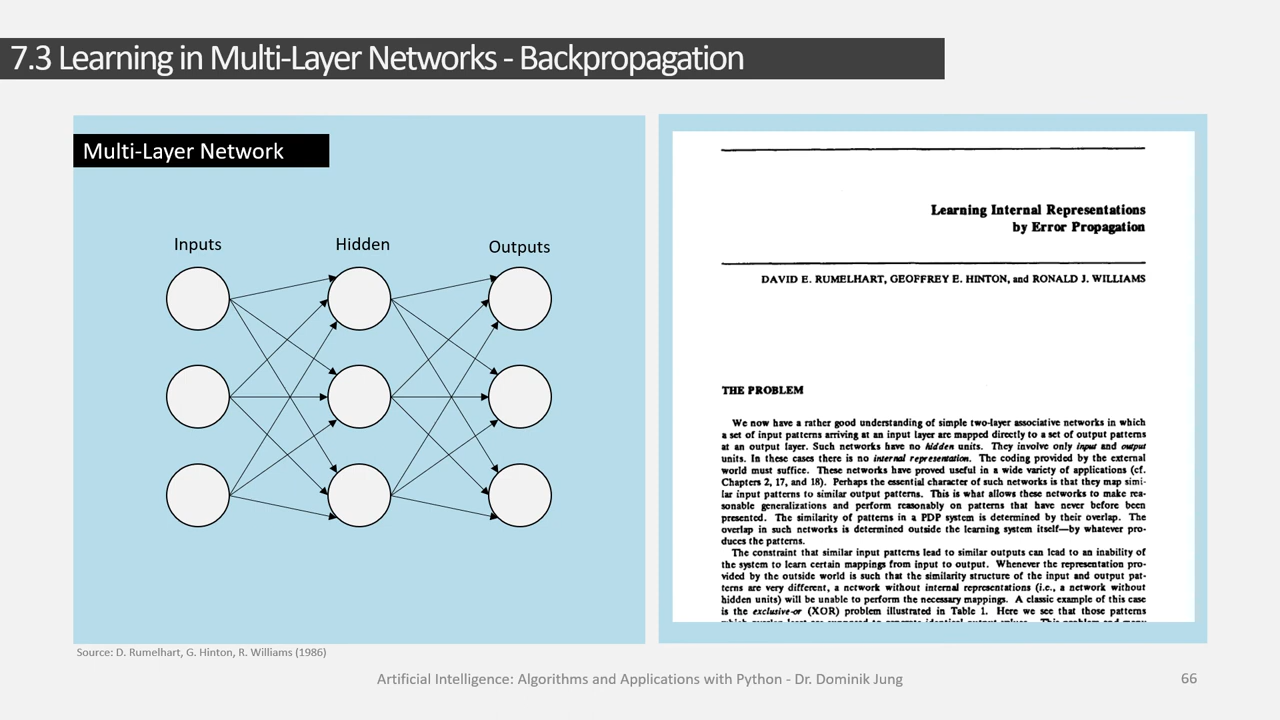 7.3 Learning in Multi-Layer Networks - Backpropagation
Multi-Layer Network
Inputs
Hidden
Outputs
Learning Internal Representations
by Error Propagation
DAVID E. RUMELHART, GEOFFREY E. HINTON, and RONALD J. WILLIAMS
THE PROBLEM
We now have a rather good understanding of simple two-layer associative networks in which
a set of input patterns arriving at an input layer are mapped directly to a set of output patterns
at an output layer. Such networks have no hidden units. They involve only input and output
units. In these cases there is no internal representation. The coding provided by the external
world must suffice. These networks have proved useful in a wide variety of applications (cf.
Chapters 2, 17, and 18). Perhaps the essential character of such networks is that they map simi-
lar input patterns to similar output patterns. This is what allows these networks to make rea-
sonable generalizations and perform reasonably on patterns that have never before been
presented. The similarity of patterns in a PDP system is determined by their overlap. The
overlap in such networks is determined outside the learning system itself—by whatever pro-
duces the patterns.
The constraint that similar input patterns lead to similar outputs can lead to an inability of
the system to learn certain mappings from input to output. Whenever the representation pro-
vided by the outside world is such that the similarity structure of the input and output pat-
terns are very different, a network without internal representations (i.e., a network without
hidden units) will be unable to perform the necessary mappings. A classic example of this case
is the exclusive-or (XOR) problem illustrated in Table 1. Here we see that those patterns
Source: D. Rumelhart, G. Hinton, R. Williams (1986)
Artificial Intelligence: Algorithms and Applications with Python - Dr. Dominik Jung
66